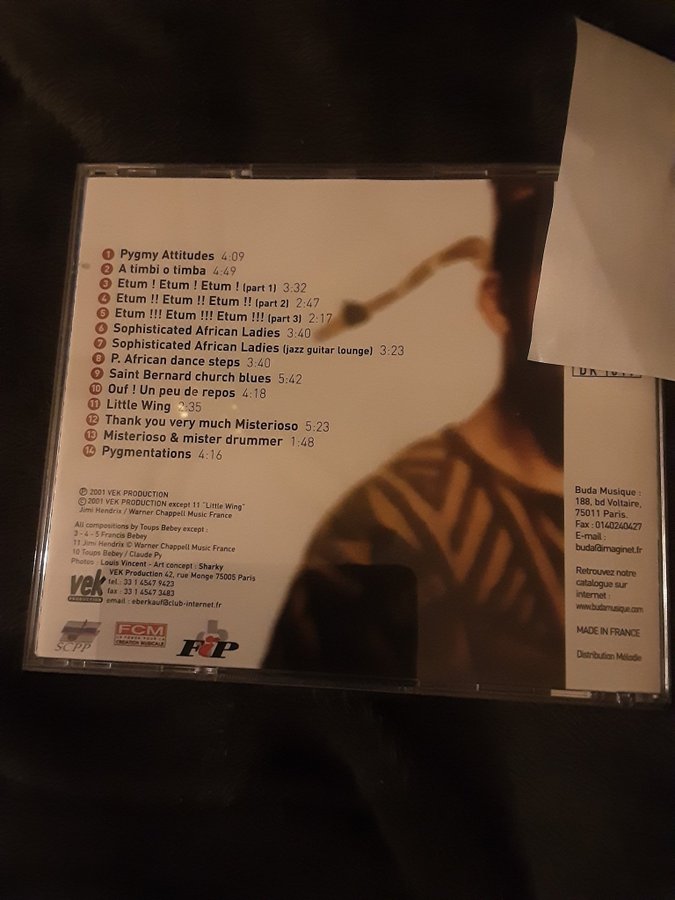 1 Pygmy Attitudes 4:09
2 A timbi o timba 4:49
3 Etum ! Etum ! Etum ! (part 1) 3:32
4 Etum !! Etum !! Etum !! (part 2) 2:47
5 Etum !!! Etum !!! Etum !!! (part 3) 2:17
6 Sophisticated African Ladies 3:40
7 Sophisticated African Ladies (jazz guitar lounge) 3:23
8 P. African dance steps 3:40
9 Saint Bernard church blues 5:42
10 Ouf ! Un peu de repos 4:18
11 Little Wing :35
12 Thank you very much Misterioso 5:23
13 Misterioso & mister drummer 1:48
14 Pygmentations 4:16
℗ 2001 VEK PRODUCTION
© 2001 VEK PRODUCTION except 11 "Little Wing"
Jimi Hendrix / Warner Chappell Music France
All compositions by Toups Bebey except :
3 - 4 - 5 Francis Bebey
11 Jimi Hendrix © Warner Chappell Music France
10 Toups Bebey / Claude Py
Photos : Louis Vincent - Art concept : Sharky
vek
PRODUCTION
VEK Production 42, rue Monge 75005 Paris
tel.: 33 1 4547 9423
fax : 33 1 4547 3483
email : eberkauf@club-internet.fr
SCPP
FCM
CRÉATION MUSICALE
Buda Musique :
188, bd Voltaire,
75011 Paris.
Fax : 0140240427
E-mail :
buda@imaginet.fr
Retrouvez notre
catalogue sur
internet :
www.budamusique.com
MADE IN FRANCE
Distribution Mélodie